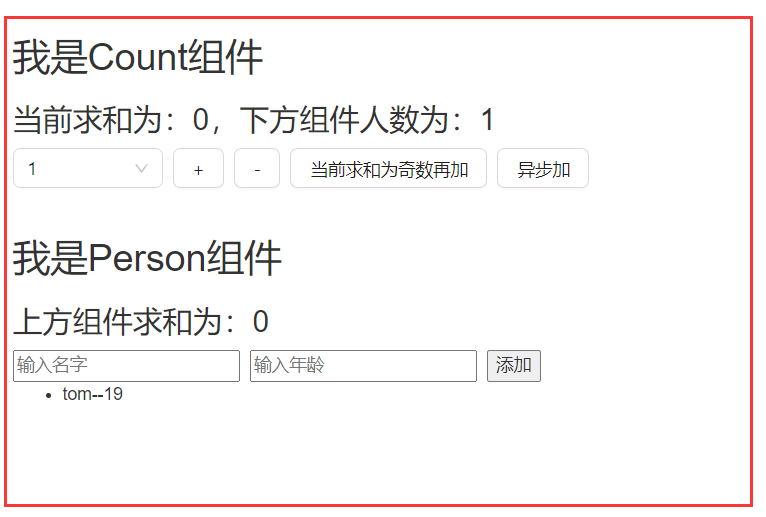 我是Count组件
当前求和为：0，下方组件人数为：1
1 + - 当前求和为奇数再加 异步加
我是Person组件
上方组件求和为：0
输入名字 输入年龄 添加
• tom--19